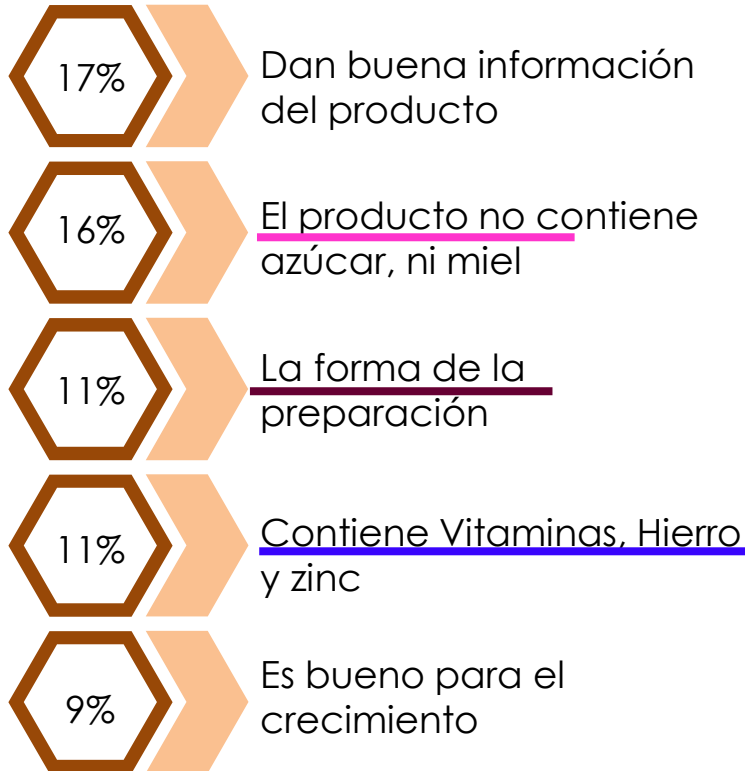 17%
Dan buena información
del producto
16%
El producto no contiene
azúcar, ni miel
11%
La forma de la
preparación
11%
Contiene Vitaminas, Hierro
y zinc
9%
Es bueno para el
crecimiento